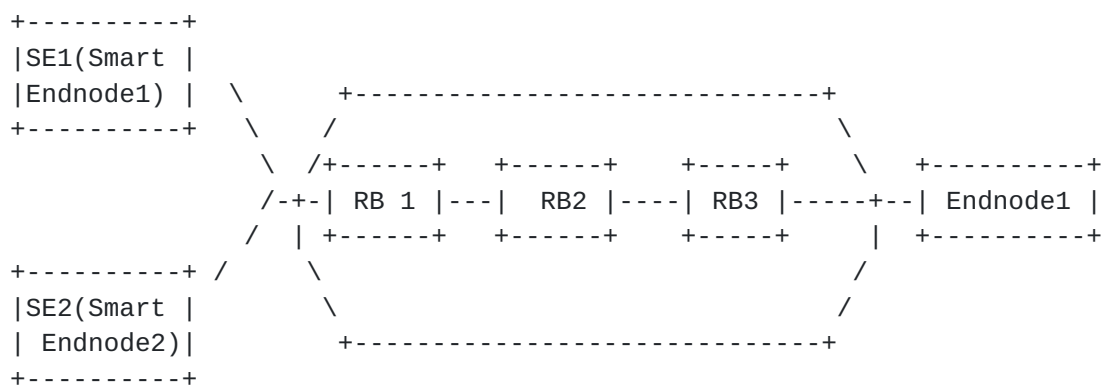 SE1(Smart
Endnode1)
RB 1 RB2 RB3 Endnode1
SE2(Smart
Endnode2)